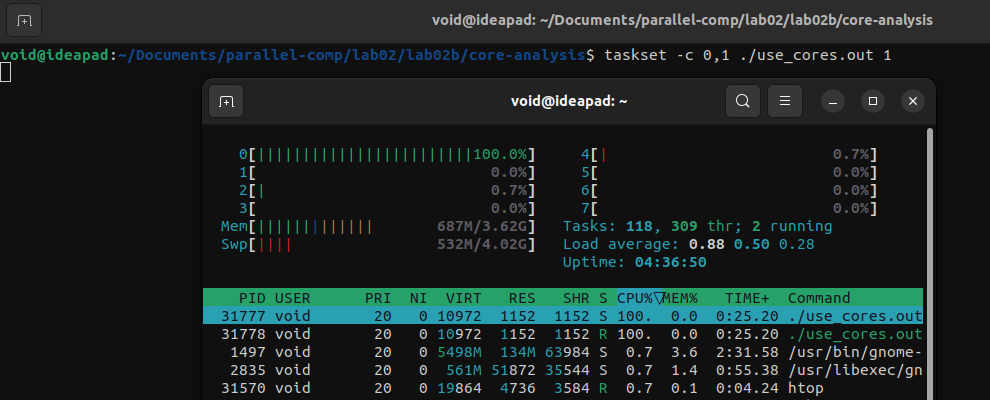 void@ideapad: ~/Documents/parallel-comp/lab02/lab02b/core-analysis
void@ideapad:~/Documents/parallel-comp/lab02/lab02b/core-analysis$ taskset -c 0,1 ./use_cores.out 1
void@ideapad: ~
0[||||||||||||||||||||||||100.0%] 4[| 0.7%]
1[ 0.0%] 5[ 0.0%]
2[| 0.7%] 6[ 0.0%]
3[ 0.0%] 7[ 0.0%]
Mem[||||||||||||| 687M/3.62G] Tasks: 118, 309 thr; 2 running
Swp[|||| 532M/4.02G] Load average: 0.88 0.50 0.28
Uptime: 04:36:50
PID USER PRI NI VIRT RES SHR S CPU%▽MEM% TIME+ Command
31777 void 20 0 10972 1152 1152 S 100. 0.0 0:25.20 ./use_cores.out
31778 void 20 0 10972 1152 1152 R 100. 0.0 0:25.20 ./use_cores.out
1497 void 20 0 5498M 134M 63984 S 0.7 3.6 2:31.58 /usr/bin/gnome-
2835 void 20 0 561M 51872 35544 S 0.7 1.4 0:55.38 /usr/libexec/gn
31570 void 20 0 19864 4736 3584 R 0.7 0.1 0:04.24 htop